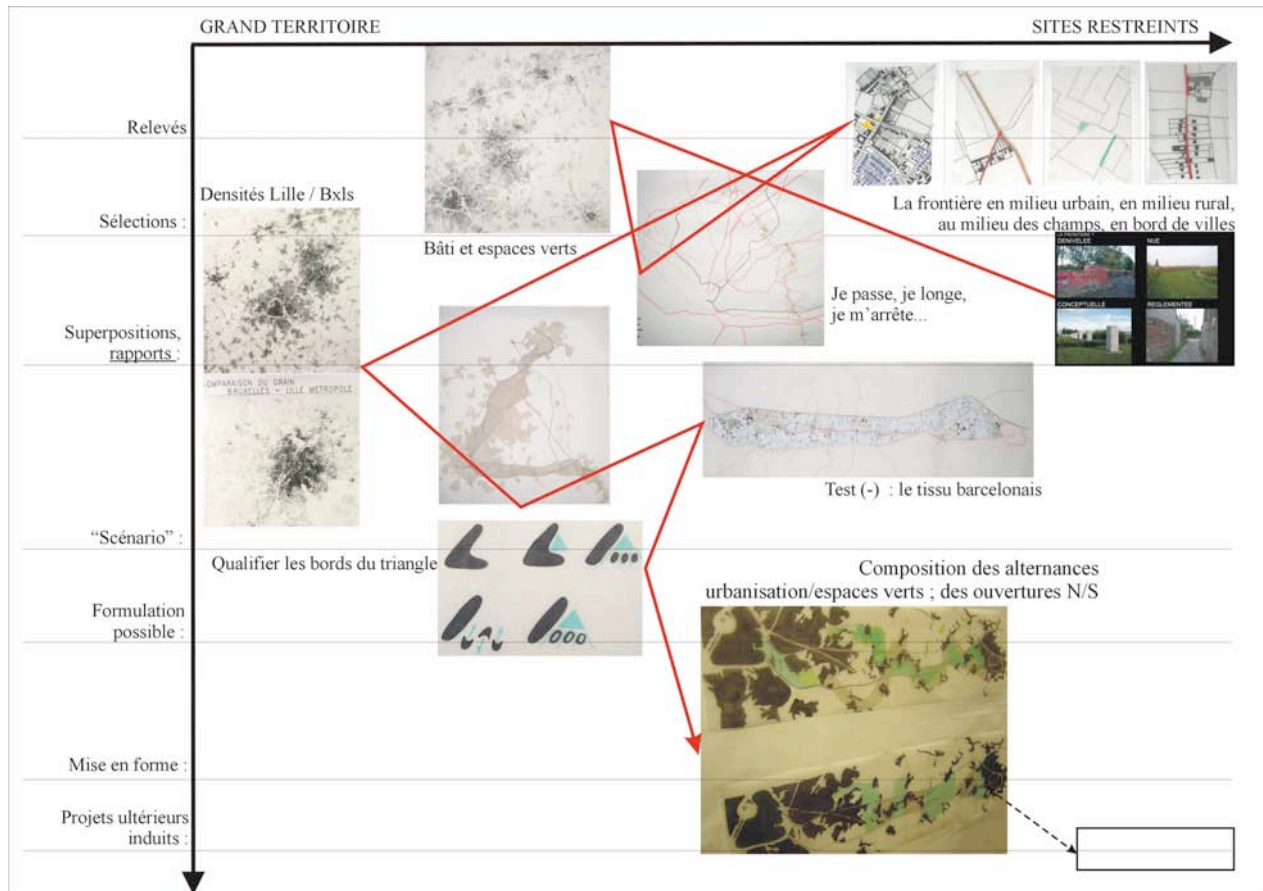 GRAND TERRITOIRE
SITES RESTREINTS
Relevés
Densités Lille / Bxls
Sélections :
Bâti et espaces verts
La frontière en milieu urbain, en milieu rural,
au milieu des champs, en bord de villes
LA FRONTIERE
DENIVELEE
NUE
CONCEPTUELLE
REGLEMENTEE
Je passe, je longe,
je m’arrête...
Superpositions,
rapports :
OMPARAISON DU GRAIN
BRUXELLES - LILLE METROPOLE
Test (-) : le tissu barcelonais
“Scénario” :
Qualifier les bords du triangle
Composition des alternances
urbanisation/espaces verts ; des ouvertures N/S
Formulation
possible :
Mise en forme :
Projets ultérieurs
induits :